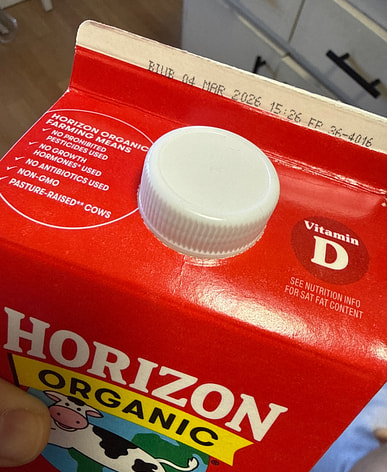 BIUB 04 MAR 2026 15:26 FP 36-4016
HORIZON ORGANIC
FARMING MEANS
✓ NO PROHIBITED
PESTICIDES USED
✓ NO GROWTH
HORMONES* USED
✓ NO ANTIBIOTICS USED
✓ NON-GMO
PASTURE-RAISED** COWS
Vitamin
D
SEE NUTRITION INFO
FOR SAT FAT CONTENT
HORIZON
ORGANIC
®